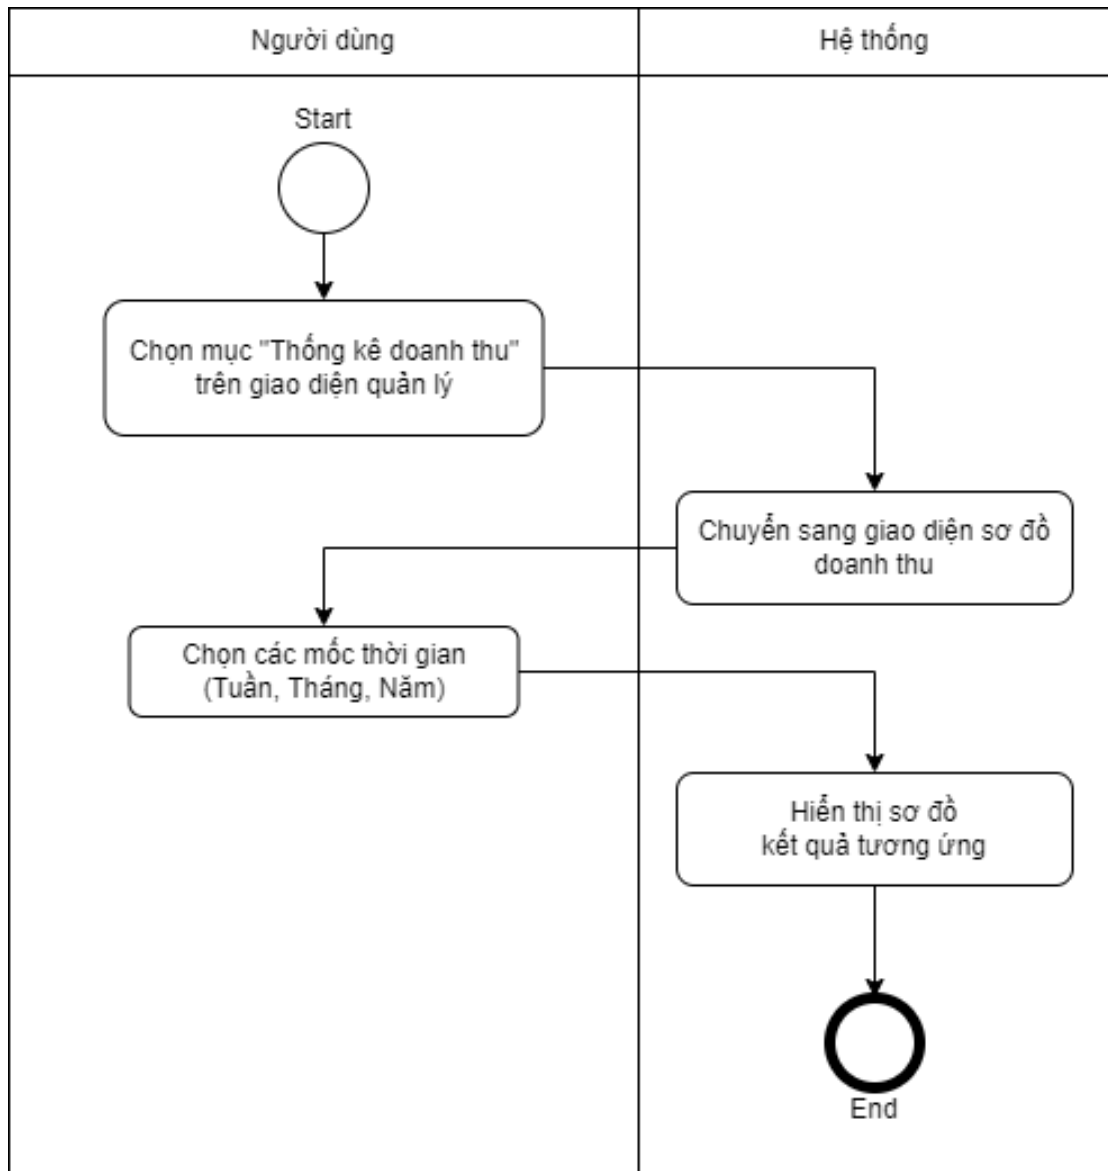 Người dùng
Hệ thống
Start
Chọn mục "Thống kê doanh thu"
trên giao diện quản lý
Chuyển sang giao diện sơ đồ
doanh thu
Chọn các mốc thời gian
(Tuần, Tháng, Năm)
Hiển thị sơ đồ
kết quả tương ứng
End